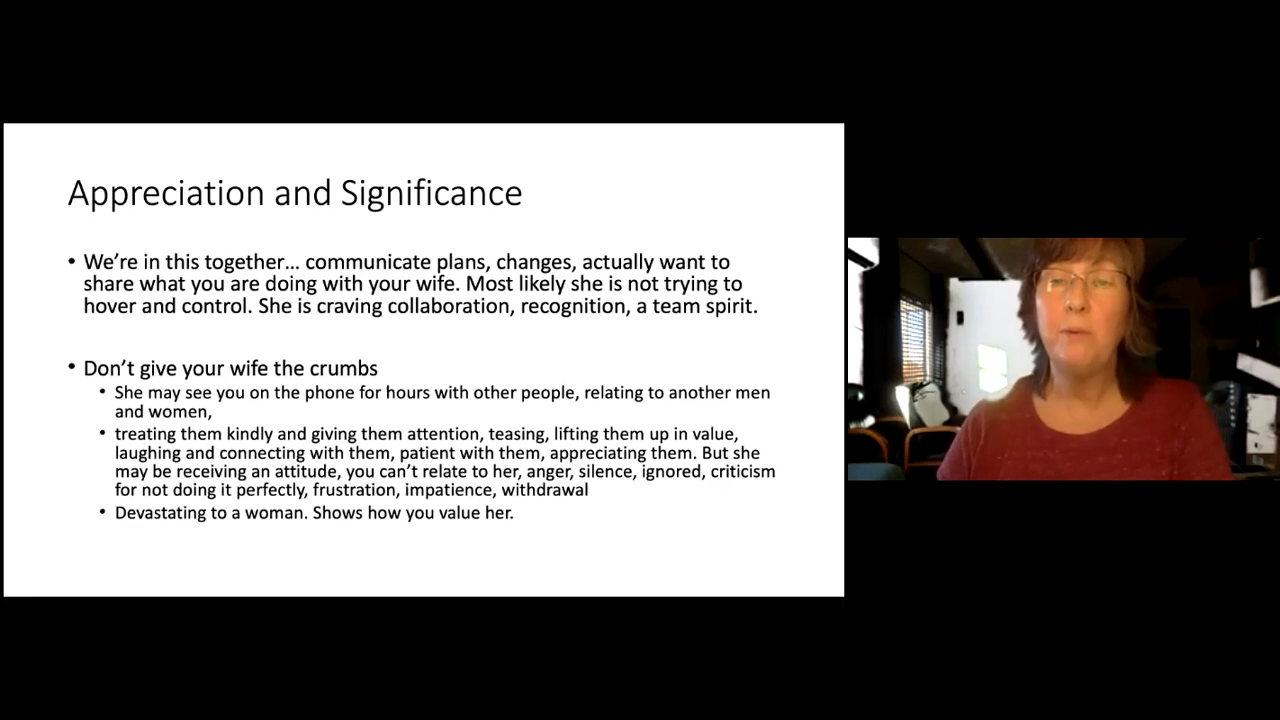 Appreciation and Significance
• We're in this together... communicate plans, changes, actually want to
share what you are doing with your wife. Most likely she is not trying to
hover and control. She is craving collaboration, recognition, a team spirit.
• Don't give your wife the crumbs
• She may see you on the phone for hours with other people, relating to another men
and women,
• treating them kindly and giving them attention, teasing, lifting them up in value,
laughing and connecting with them, patient with them, appreciating them. But she
may be receiving an attitude, you can't relate to her, anger, silence, ignored, criticism
for not doing it perfectly, frustration, impatience, withdrawal
• Devastating to a woman. Shows how you value her.